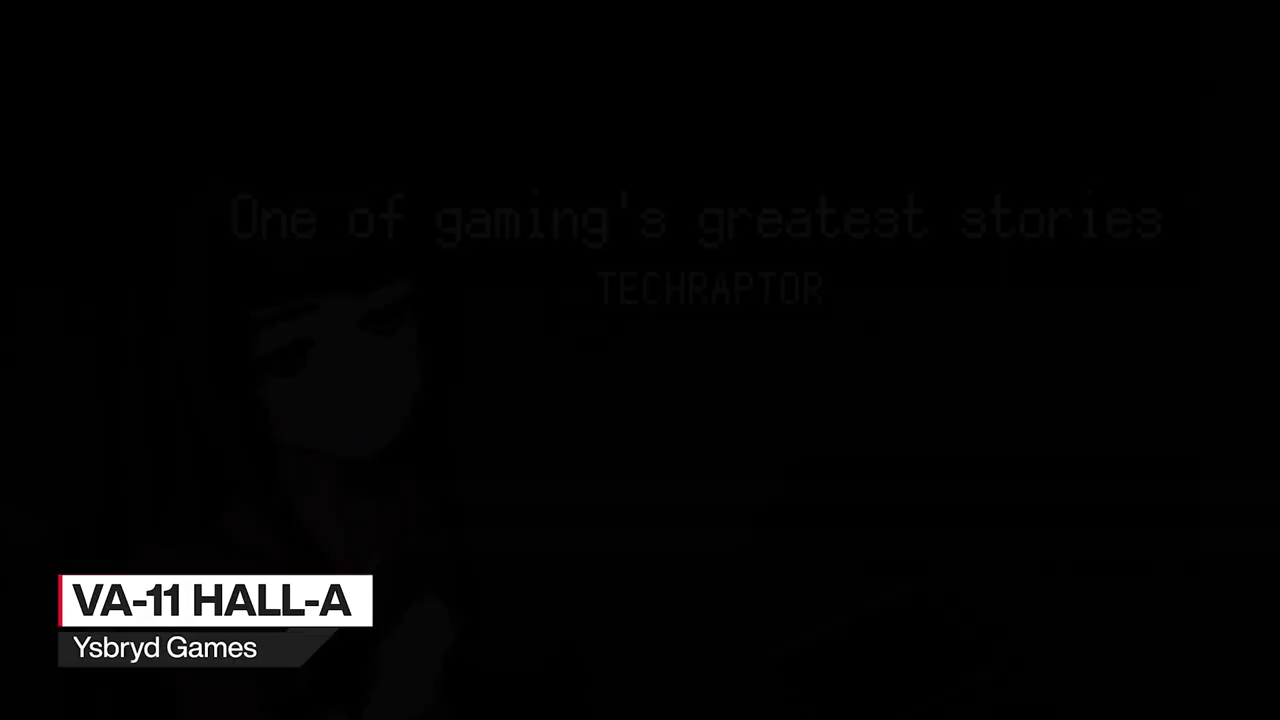 One of gaming's greatest stories
TECHRAPTOR
VA-11 HALL-A
Ysbryd Games